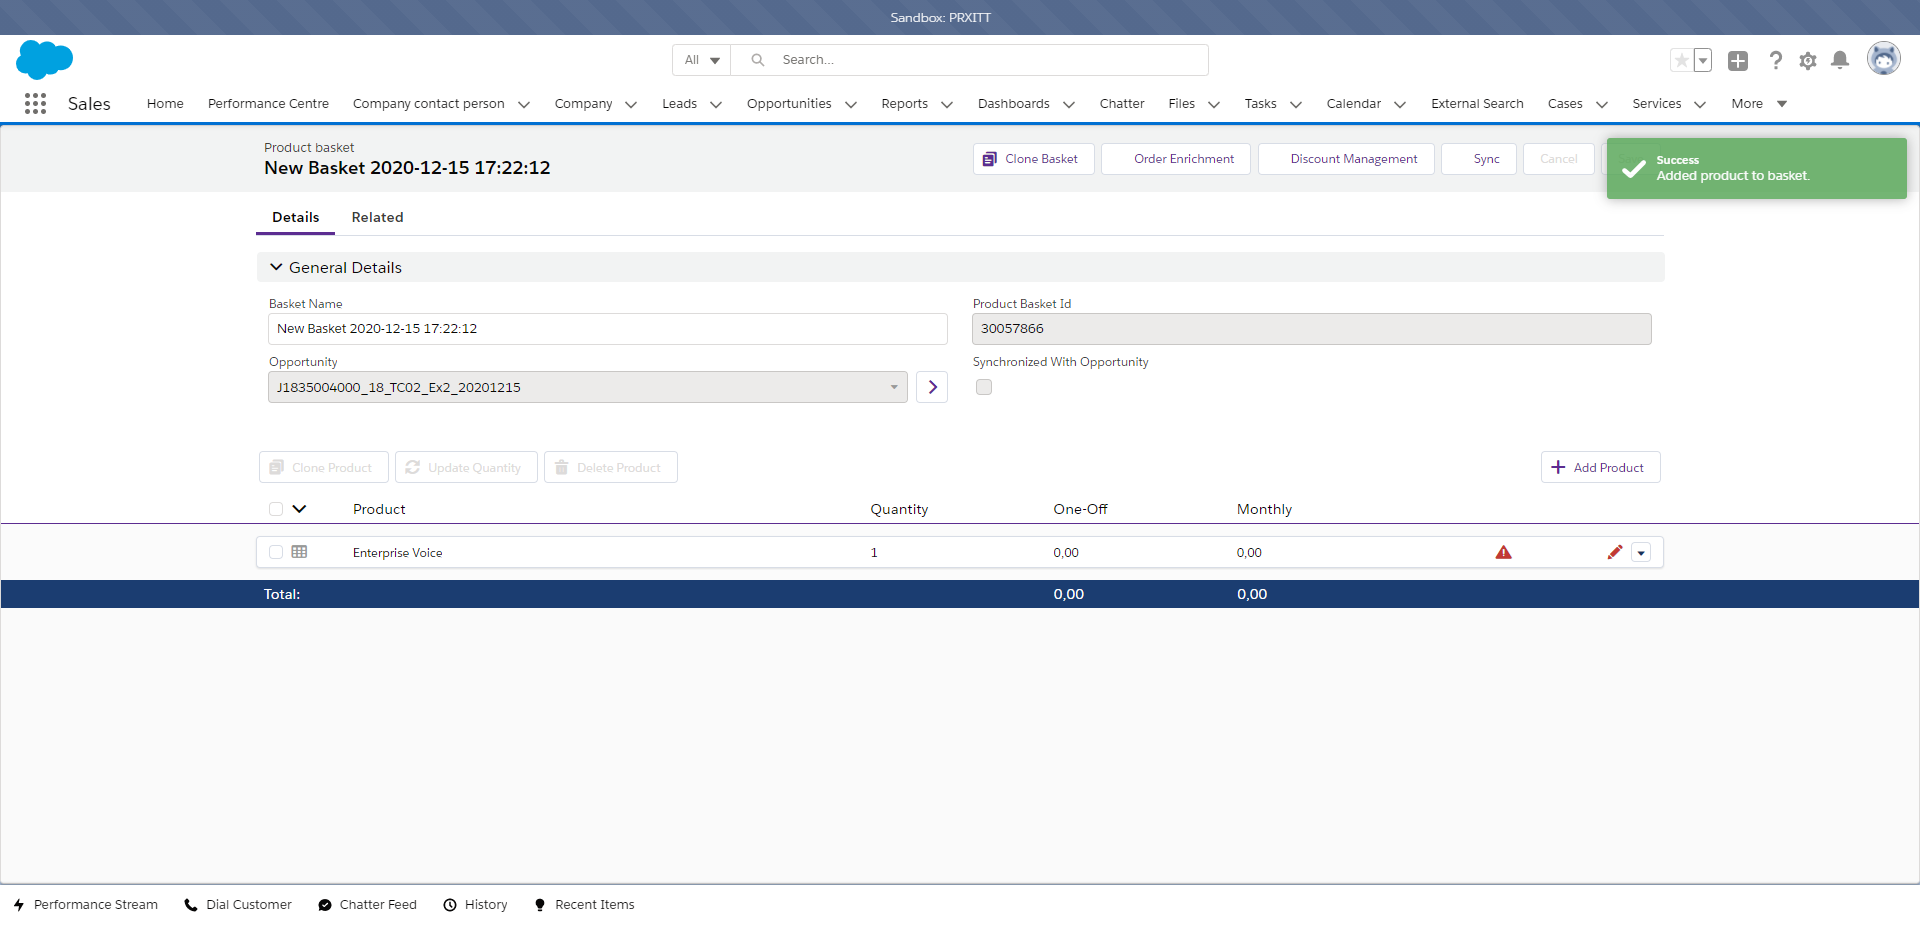 Sandbox: PRXITT
All
Search...
Sales
Home
Performance Centre
Company contact person
Company
Leads
Opportunities
Reports
Dashboards
Chatter
Files
Tasks
Calendar
External Search
Cases
Services
More
Product basket
New Basket 2020-12-15 17:22:12
Clone Basket
Order Enrichment
Discount Management
Sync
Cancel
Success
Added product to basket.
Details
Related
General Details
Basket Name
New Basket 2020-12-15 17:22:12
Product Basket Id
30057866
Opportunity
J1835004000_18_TC02_Ex2_20201215
Synchronized With Opportunity
Clone Product
Update Quantity
Delete Product
Add Product
Product
Quantity
One-Off
Monthly
Enterprise Voice
1
0,00
0,00
Total:
0,00
0,00
Performance Stream
Dial Customer
Chatter Feed
History
Recent Items